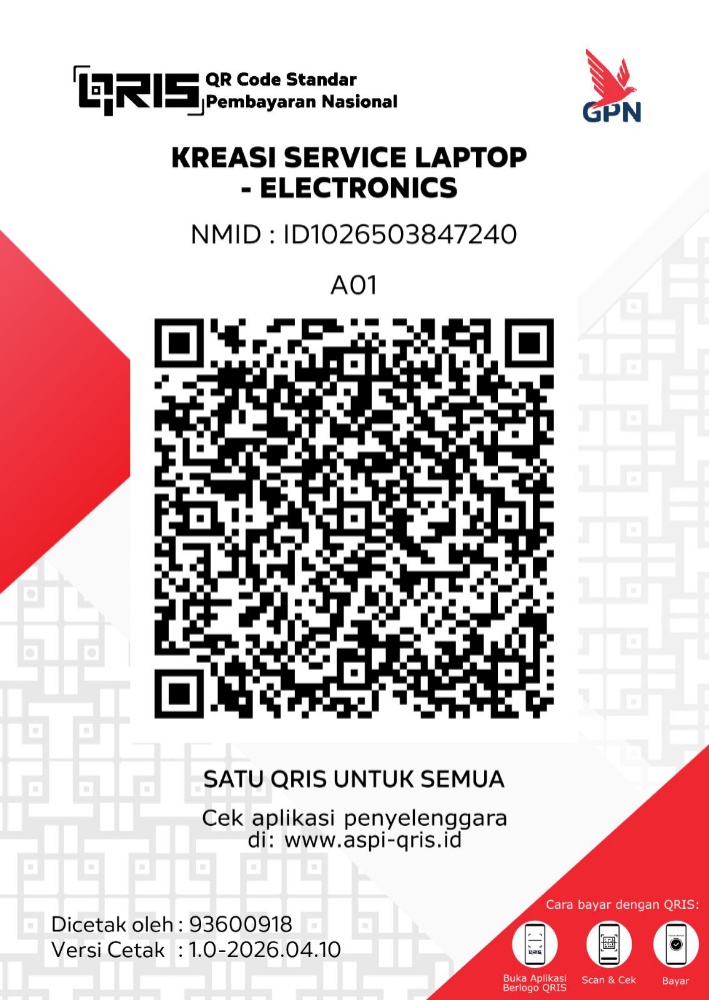 QRIS QR Code Standar
Pembayaran Nasional
GPN
KREASI SERVICE LAPTOP
- ELECTRONICS
NMID : ID1026503847240
A01
SATU QRIS UNTUK SEMUA
Cek aplikasi penyelenggara
di: www.aspi-qris.id
Dicetak oleh : 93600918
Versi Cetak : 1.0-2026.04.10
Cara bayar dengan QRIS:
Buka Aplikasi
Berlogo QRIS
Scan & Cek
Bayar